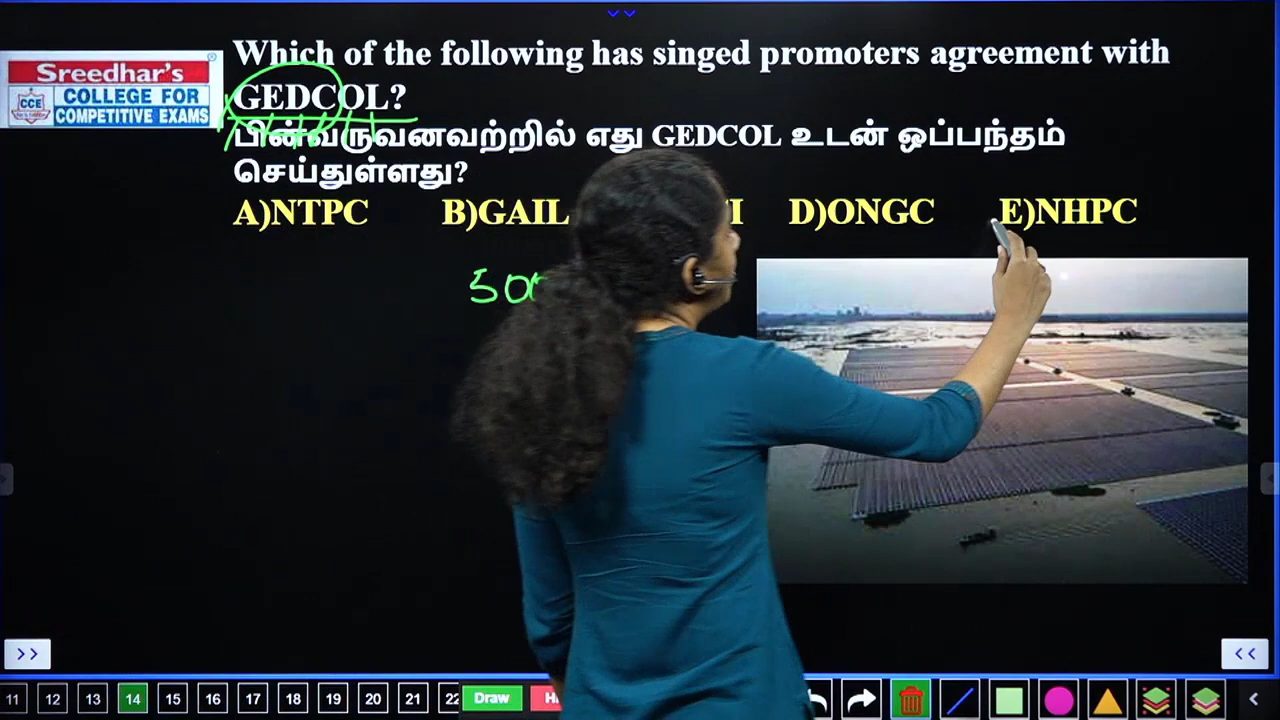 Which of the following has singed promoters agreement with
Sreedhar's
COLLEGE FOR
COMPETITIVE EXAMS
CCE
GEDCOL?
பின்வருவனவற்றில் எது GEDCOL உடன் ஒப்பந்தம்
செய்துள்ளது?
A)NTPC B)GAIL D)ONGC E)NHPC
>> <<
11 12 13 14 15 16 17 18 19 20 21 22 Draw